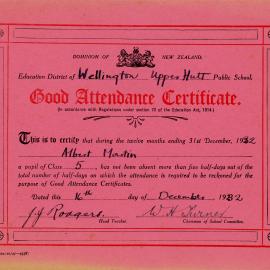 DOMINION OF NEW ZEALAND.
Education District of Wellington Upper Hutt Public School.
Good Attendance Certificate.
(In accordance with Regulations under section 70 of the Education Act, 1914.)
This is to certify that during the twelve months ending 31st December, 1932
Albert Martin
a pupil of Class 5, has not been absent more than five half-days out of the
total number of half-days on which the attendance is required to be reckoned for the
purpose of Good Attendance Certificates.
Dated this 16th day of December 1932
J. G. Rodgers. W H Turner
Head Teacher. Chairman of School Committee.